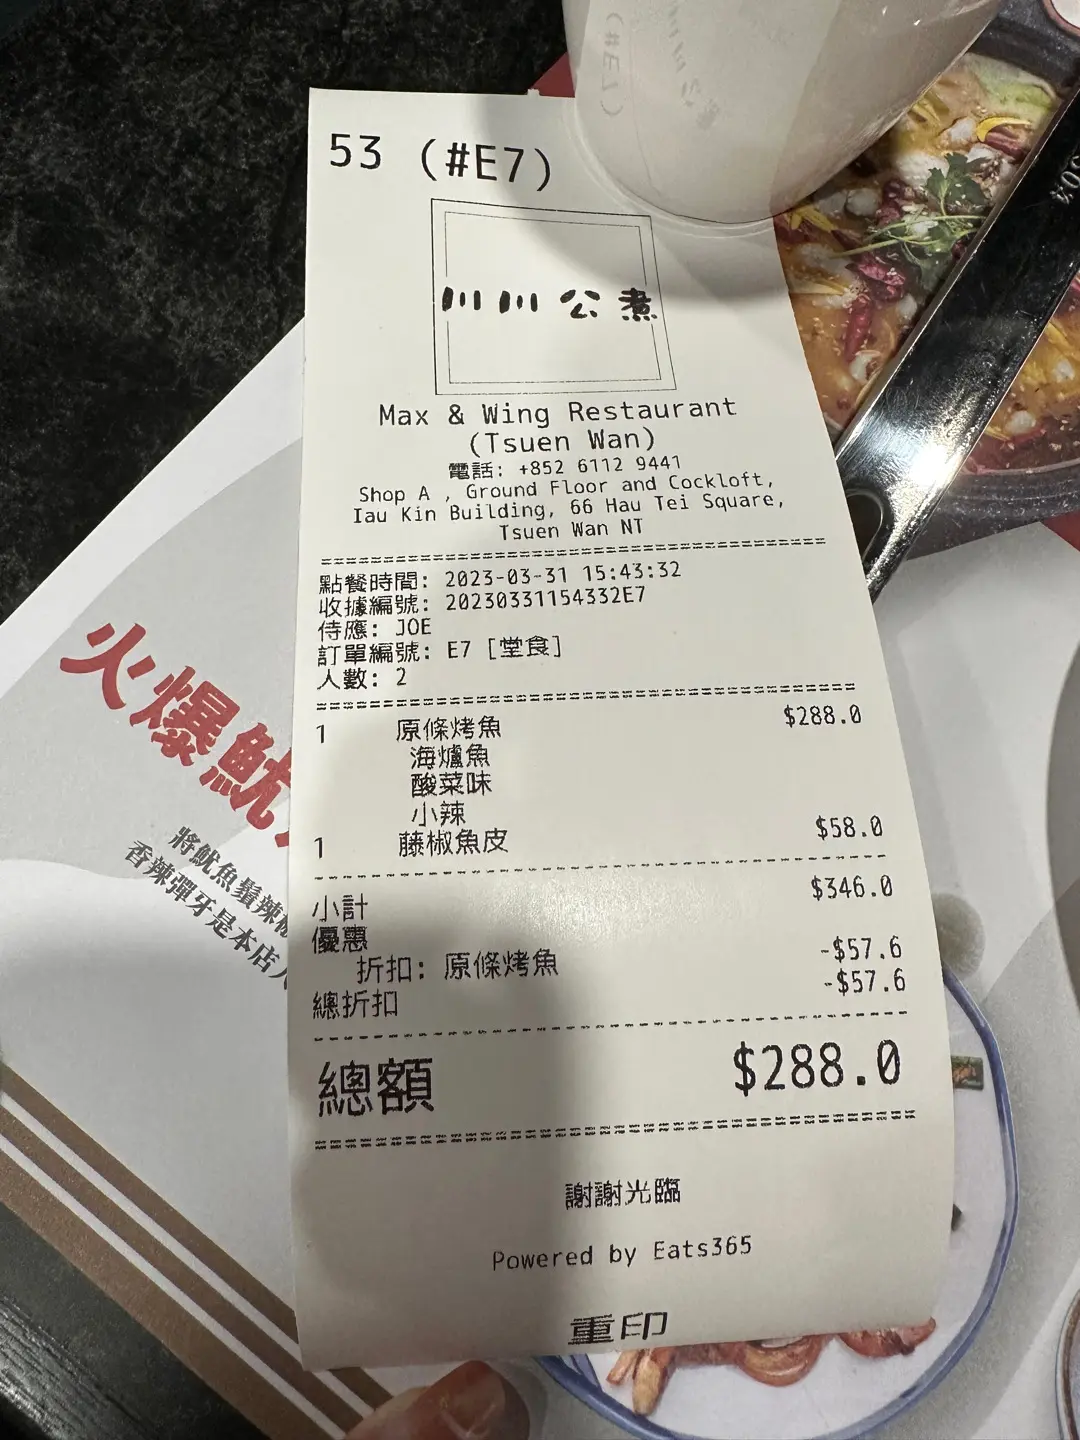 53 (#E7)
川川公煮
Max & Wing Restaurant
(Tsuen Wan)
電話: +852 6112 9441
Shop A , Ground Floor and Cockloft,
Iau Kin Building, 66 Hau Tei Square,
Tsuen Wan NT
點餐時間: 2023-03-31 15:43:32
收據編號: 20230331154332E7
侍應: JOE
訂單編號: E7 [堂食]
人數: 2
1 原條烤魚 $288.0
海鱸魚
酸菜味
小辣
1 藤椒魚皮 $58.0
小計 $346.0
優惠
折扣: 原條烤魚 -$57.6
總折扣 -$57.6
總額 $288.0
謝謝光臨
Powered by Eats365
重印
火爆魷
將魷魚鬚辣
香辣彈牙是本店